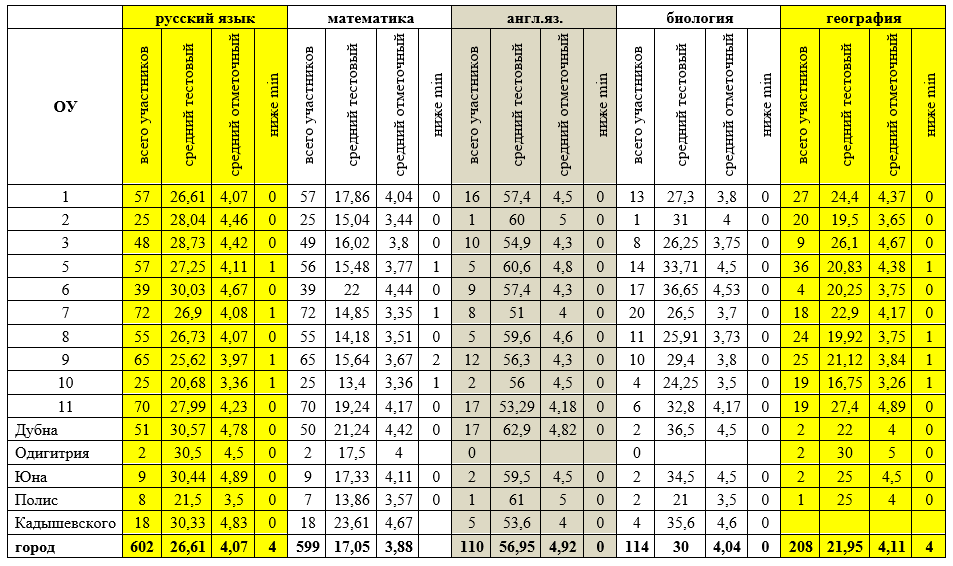 русский язык математика англ.яз. биология география
ОУ всего участников средний тестовый средний отметочный ниже min всего участников средний тестовый средний отметочный ниже min всего участников средний тестовый средний отметочный ниже min всего участников средний тестовый средний отметочный ниже min всего участников средний тестовый средний отметочный ниже min
1 57 26,61 4,07 0 57 17,86 4,04 0 16 57,4 4,5 0 13 27,3 3,8 0 27 24,4 4,37 0
2 25 28,04 4,46 0 25 15,04 3,44 0 1 60 5 0 1 31 4 0 20 19,5 3,65 0
3 48 28,73 4,42 0 49 16,02 3,8 0 10 54,9 4,3 0 8 26,25 3,75 0 9 26,1 4,67 0
5 57 27,25 4,11 1 56 15,48 3,77 1 5 60,6 4,8 0 14 33,71 4,5 0 36 20,83 4,38 1
6 39 30,03 4,67 0 39 22 4,44 0 9 57,4 4,3 0 17 36,65 4,53 0 4 20,25 3,75 0
7 72 26,9 4,08 1 72 14,85 3,35 1 8 51 4 0 20 26,5 3,7 0 18 22,9 4,17 0
8 55 26,73 4,07 0 55 14,18 3,51 0 5 59,6 4,6 0 11 25,91 3,73 0 24 19,92 3,75 1
9 65 25,62 3,97 1 65 15,64 3,67 2 12 56,3 4,3 0 10 29,4 3,8 0 25 21,12 3,84 1
10 25 20,68 3,36 1 25 13,4 3,36 1 2 56 4,5 0 4 24,25 3,5 0 19 16,75 3,26 1
11 70 27,99 4,23 0 70 19,24 4,17 0 17 53,29 4,18 0 6 32,8 4,17 0 19 27,4 4,89 0
Дубна 51 30,57 4,78 0 50 21,24 4,42 0 17 62,9 4,82 0 2 36,5 4,5 0 2 22 4 0
Одигитрия 2 30,5 4,5 0 2 17,5 4 0 0 2 30 5 0
Юна 9 30,44 4,89 0 9 17,33 4,11 0 2 59,5 4,5 0 2 34,5 4,5 0 2 25 4,5 0
Полис 8 21,5 3,5 0 7 13,86 3,57 0 1 61 5 0 2 21 3,5 0 1 25 4 0
Кадышевского 18 30,33 4,83 0 18 23,61 4,67 5 53,6 4 0 4 35,6 4,6 0
город 602 26,61 4,07 4 599 17,05 3,88 110 56,95 4,92 0 114 30 4,04 0 208 21,95 4,11 4